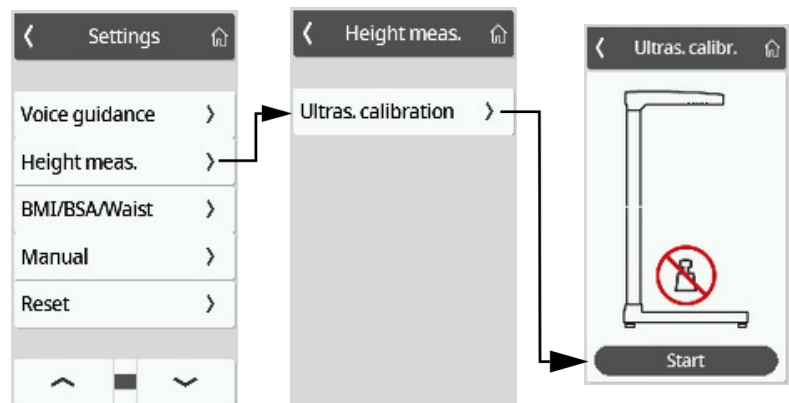 Settings
Voice guidance
Height meas.
BMI/BSA/Waist
Manual
Reset
Height meas.
Ultras. calibration
Ultras. calibr.
Start